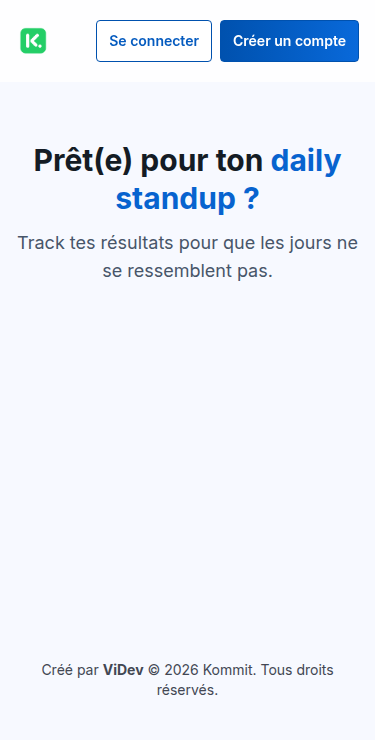 K.
Se connecter
Créer un compte
Prêt(e) pour ton daily
standup ?
Track tes résultats pour que les jours ne
se ressemblent pas.
Créé par ViDev © 2026 Kommit. Tous droits
réservés.